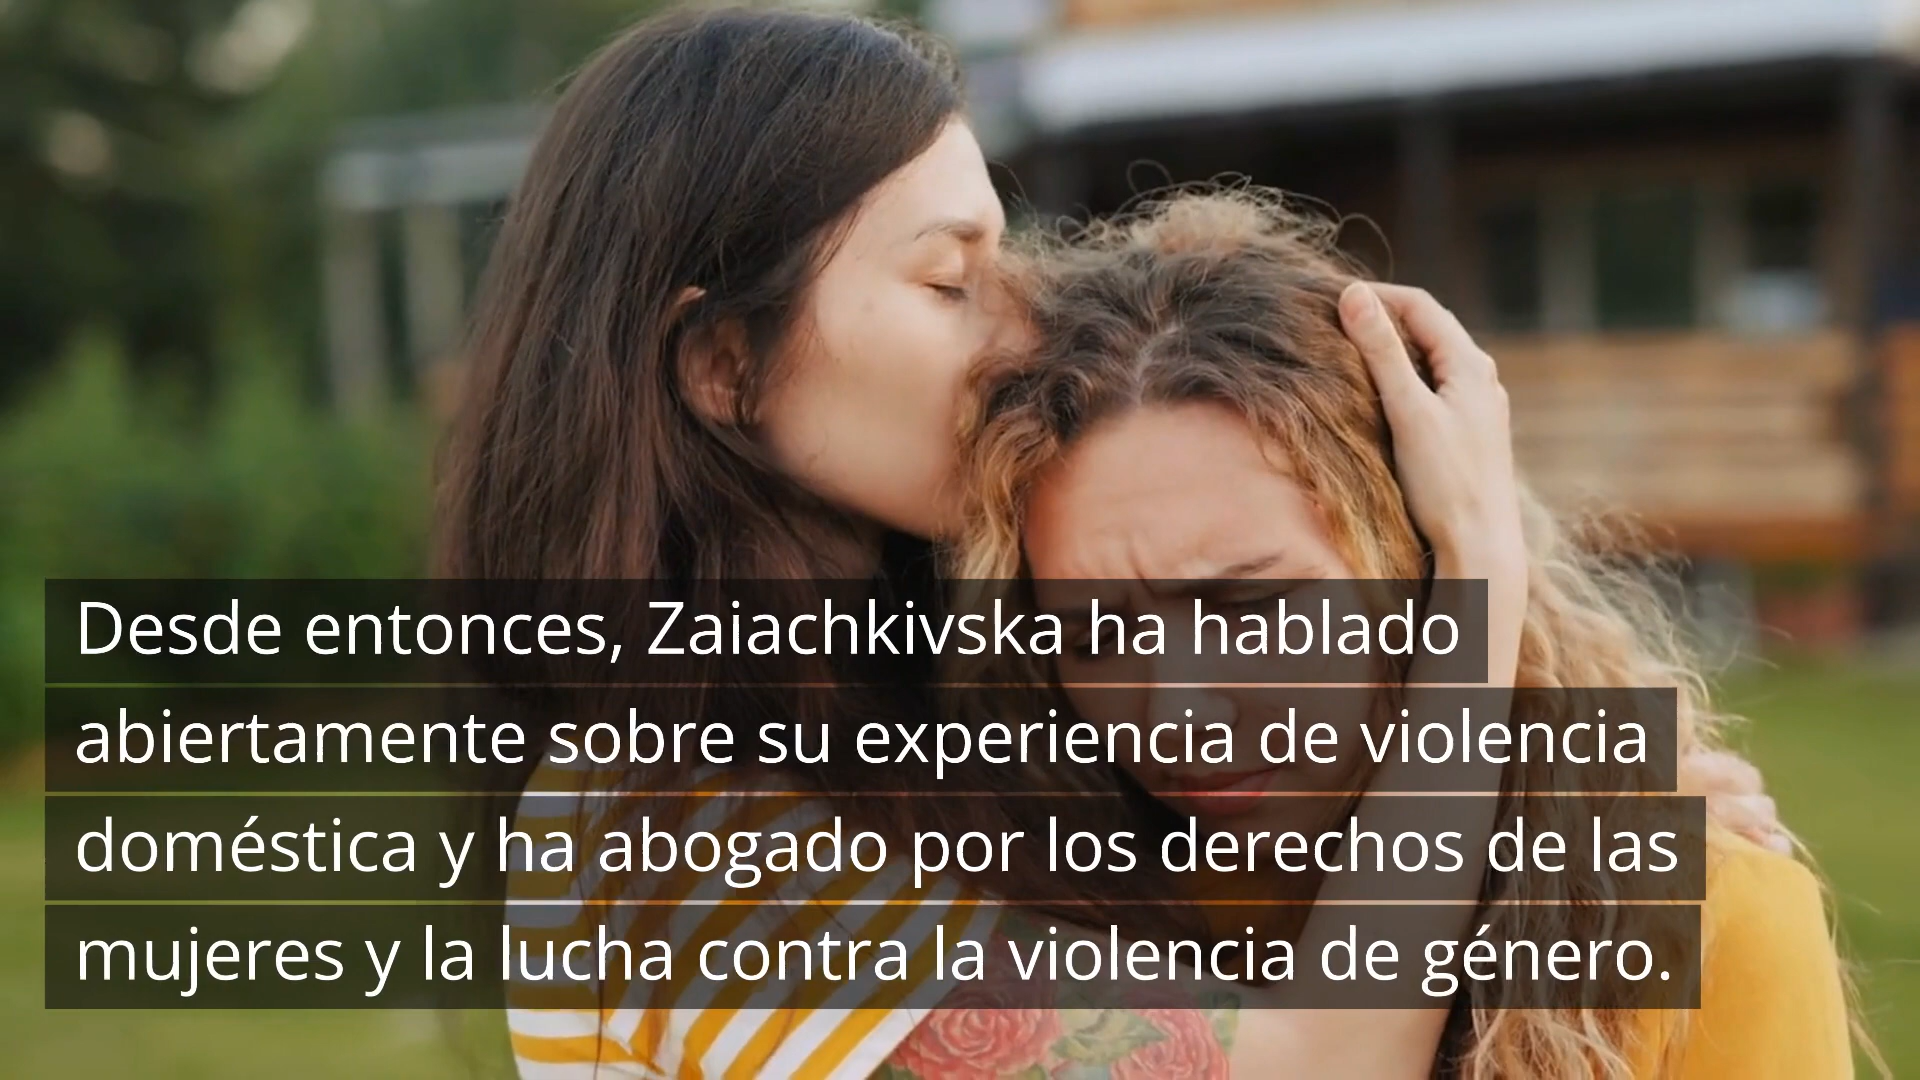 Desde entonces, Zaiachkivska ha hablado
abiertamente sobre su experiencia de violencia
doméstica y ha abogado por los derechos de las
mujeres y la lucha contra la violencia de género.